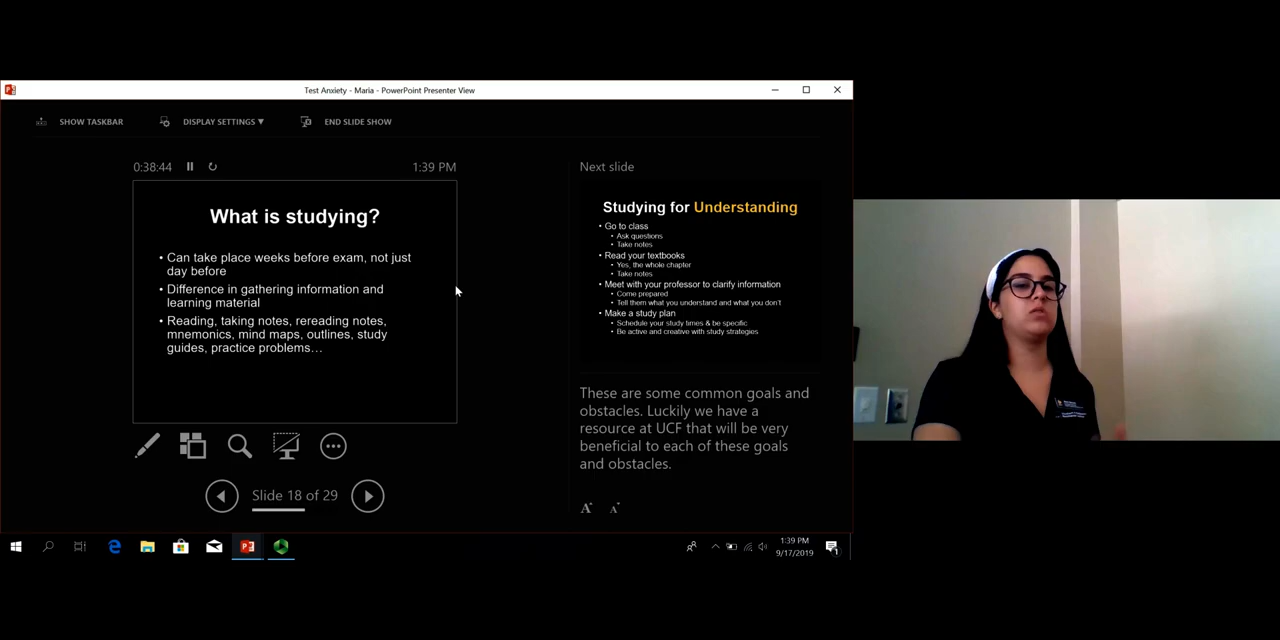 Test Anxiety - Maria - PowerPoint Presenter View
SHOW TASKBAR
DISPLAY SETTINGS ▼
END SLIDE SHOW
0:38:44
1:39 PM
What is studying?
• Can take place weeks before exam, not just
day before
• Difference in gathering information and
learning material
• Reading, taking notes, rereading notes,
mnemonics, mind maps, outlines, study
guides, practice problems…
Slide 18 of 29
Next slide
Studying for Understanding
• Go to class
• Ask questions
• Take notes
• Read your textbooks
• Yes, the whole chapter
• Take notes
• Meet with your professor to clarify information
• Come prepared
• Tell them what you understand and what you don't
• Make a study plan
• Schedule your study times & be specific
• Be active and creative with study strategies
These are some common goals and
obstacles. Luckily we have a
resource at UCF that will be very
beneficial to each of these goals
and obstacles.
A A
1:39 PM
9/17/2019